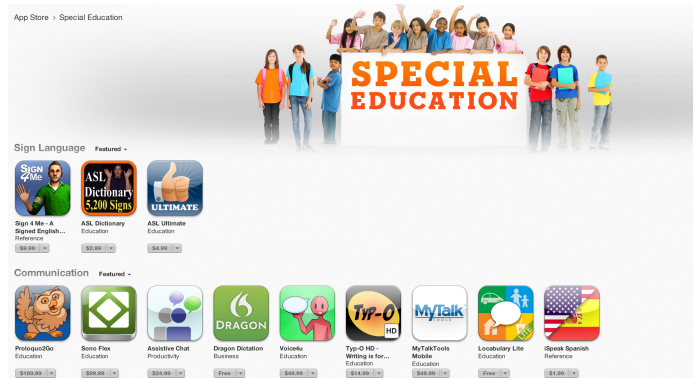 App Store > Special Education
SPECIAL
EDUCATION
Sign Language Featured
SIGN
4Me
ASL
Dictionary
5,200 Signs
ULTIMATE
Sign 4 Me - A
Signed English...
Reference
$9.99
ASL Dictionary
Education
$2.99
ASL Ultimate
Education
$4.99
Communication Featured
DRAGON
TYP-O
HD
MyTalk
TOOLS
LITE
Proloquo2Go
Education
$189.99
Sono Flex
Education
$99.99
Assistive Chat
Productivity
$24.99
Dragon Dictation
Business
Free
Voice4u
Education
$49.99
Typ-O HD -
Writing is for...
Education
$14.99
MyTalkTools
Mobile
Education
$49.99
Locabulary Lite
Education
Free
iSpeak Spanish
Reference
$1.99